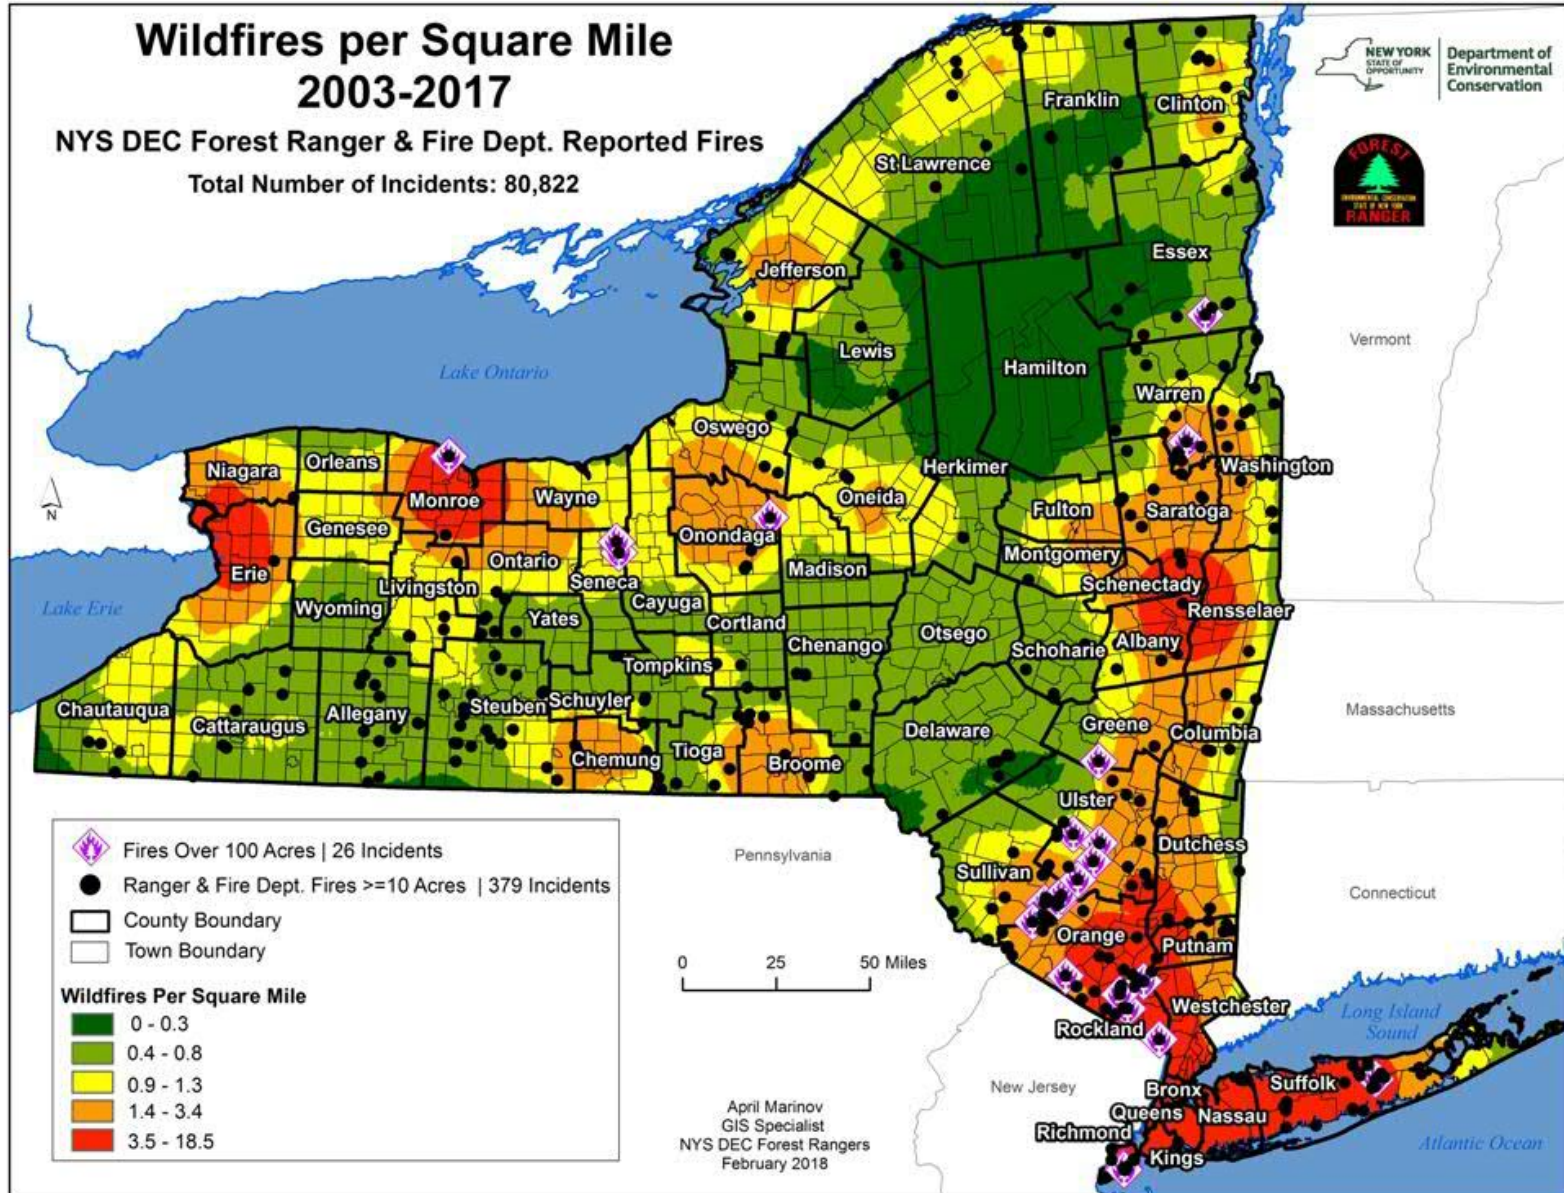 Wildfires per Square Mile
2003-2017
NYS DEC Forest Ranger & Fire Dept. Reported Fires
Total Number of Incidents: 80,822
NEW YORK
STATE OF
OPPORTUNITY
Department of
Environmental
Conservation
FOREST
ENVIRONMENTAL CONSERVATION
STATE OF NEW YORK
RANGER
Franklin
Clinton
St Lawrence
Essex
Jefferson
Vermont
Lewis
Hamilton
Lake Ontario
Warren
Oswego
Herkimer
Washington
Niagara
Orleans
Monroe
Wayne
Oneida
Fulton
Saratoga
N
Genesee
Onondaga
Montgomery
Erie
Ontario
Livingston
Seneca
Madison
Schenectady
Lake Erie
Wyoming
Yates
Cayuga
Cortland
Rensselaer
Otsego
Albany
Chenango
Schoharie
Tompkins
Chautauqua
Cattaraugus
Allegany
Steuben
Schuyler
Massachusetts
Delaware
Greene
Columbia
Chemung
Tioga
Broome
Ulster
Pennsylvania
Dutchess
Sullivan
Connecticut
Orange
Putnam
Westchester
Rockland
Long Island
Sound
New Jersey
Bronx
Suffolk
Queens
Nassau
Richmond
Kings
Atlantic Ocean
Fires Over 100 Acres | 26 Incidents
Ranger & Fire Dept. Fires >=10 Acres | 379 Incidents
County Boundary
Town Boundary
Wildfires Per Square Mile
0 - 0.3
0.4 - 0.8
0.9 - 1.3
1.4 - 3.4
3.5 - 18.5
0 25 50 Miles
April Marinov
GIS Specialist
NYS DEC Forest Rangers
February 2018